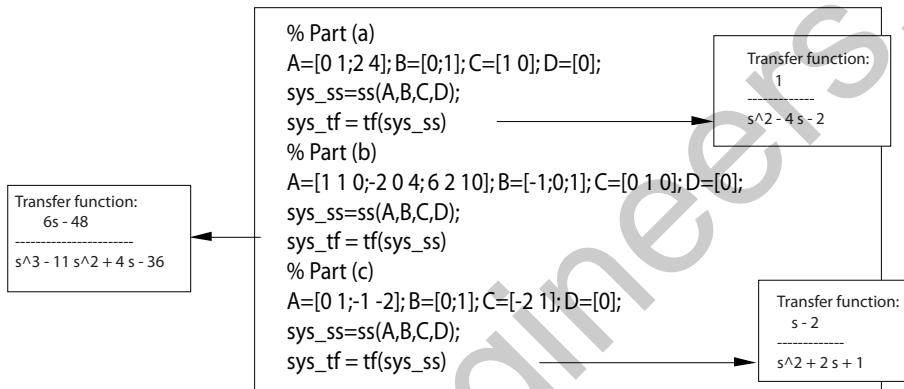 % Part (a)
A=[0 1;2 4]; B=[0;1]; C=[1 0]; D=[0];
sys_ss=ss(A,B,C,D);
sys_tf = tf(sys_ss)
Transfer function:
1
-------------
s^2 - 4 s - 2
% Part (b)
A=[1 1 0;-2 0 4;6 2 10]; B=[-1;0;1]; C=[0 1 0]; D=[0];
sys_ss=ss(A,B,C,D);
sys_tf = tf(sys_ss)
Transfer function:
6s - 48
-----------------------
s^3 - 11 s^2 + 4 s - 36
% Part (c)
A=[0 1;-1 -2]; B=[0;1]; C=[-2 1]; D=[0];
sys_ss=ss(A,B,C,D);
sys_tf = tf(sys_ss)
Transfer function:
s - 2
-------------
s^2 + 2 s + 1
gineers.